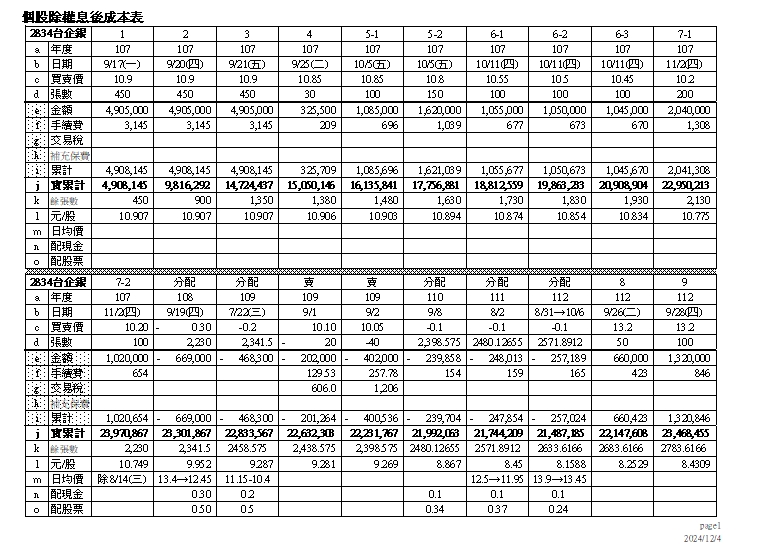 個股除權息後成本表
2834台企銀 1 2 3 4 5-1 5-2 6-1 6-2 6-3 7-1
a 年度 107 107 107 107 107 107 107 107 107 107
b 日期 9/17(一) 9/20(四) 9/21(五) 9/25(二) 10/5(五) 10/5(五) 10/11(四) 10/11(四) 10/11(四) 11/2(四)
c 買賣價 10.9 10.9 10.9 10.85 10.85 10.8 10.55 10.5 10.45 10.2
d 張數 450 450 450 30 100 150 100 100 100 200
e 金額 4,905,000 4,905,000 4,905,000 325,500 1,085,000 1,620,000 1,055,000 1,050,000 1,045,000 2,040,000
f 手續費 3,145 3,145 3,145 209 696 1,039 677 673 670 1,308
g 交易稅
h 補充保費
i 累計 4,908,145 4,908,145 4,908,145 325,709 1,085,696 1,621,039 1,055,677 1,050,673 1,045,670 2,041,308
j 實累計 4,908,145 9,816,292 14,724,437 15,050,146 16,135,841 17,756,881 18,812,559 19,863,233 20,908,904 22,950,213
k 餘張數 450 900 1,350 1,380 1,480 1,630 1,730 1,830 1,930 2,130
l 元/股 10.907 10.907 10.907 10.906 10.903 10.894 10.874 10.854 10.834 10.775
m 日均價
n 配現金
o 配股票
2834台企銀 7-2 分配 分配 賣 賣 分配 分配 分配 8 9
a 年度 107 108 109 109 109 110 111 112 112 112
b 日期 11/2(四) 9/19(四) 7/22(三) 9/1 9/2 9/8 8/2 8/31→10/6 9/26(二) 9/28(四)
c 買賣價 10.20 - 0.30 -0.2 10.10 10.05 -0.1 -0.1 -0.1 13.2 13.2
d 張數 100 2,230 2,341.5 - 20 -40 2,398.575 2480.12655 2571.8912 50 100
e 金額 1,020,000 - 669,000 - 468,300 - 202,000 - 402,000 - 239,858 - 248,013 - 257,189 660,000 1,320,000
f 手續費 654 129.53 257.78 154 159 165 423 846
g 交易稅 606.0 1,206
h 補充保費
i 累計 1,020,654 - 669,000 - 468,300 - 201,264 - 400,536 - 239,704 - 247,854 - 257,024 660,423 1,320,846
j 實累計 23,970,867 23,301,867 22,833,567 22,632,303 22,231,767 21,992,063 21,744,209 21,487,185 22,147,608 23,468,455
k 餘張數 2,230 2,341.5 2458.575 2,438.575 2,398.575 2480.12655 2571.8912 2633.6166 2683.6166 2783.6166
l 元/股 10.749 9.952 9.287 9.281 9.269 8.867 8.45 8.1588 8.2529 8.4309
m 日均價 除8/14(三) 13.4→12.45 11.15-10.4 12.5→11.95 13.9→13.45
n 配現金 0.30 0.2 0.1 0.1 0.1
o 配股票 0.50 0.5 0.34 0.37 0.24
page1
2024/12/4